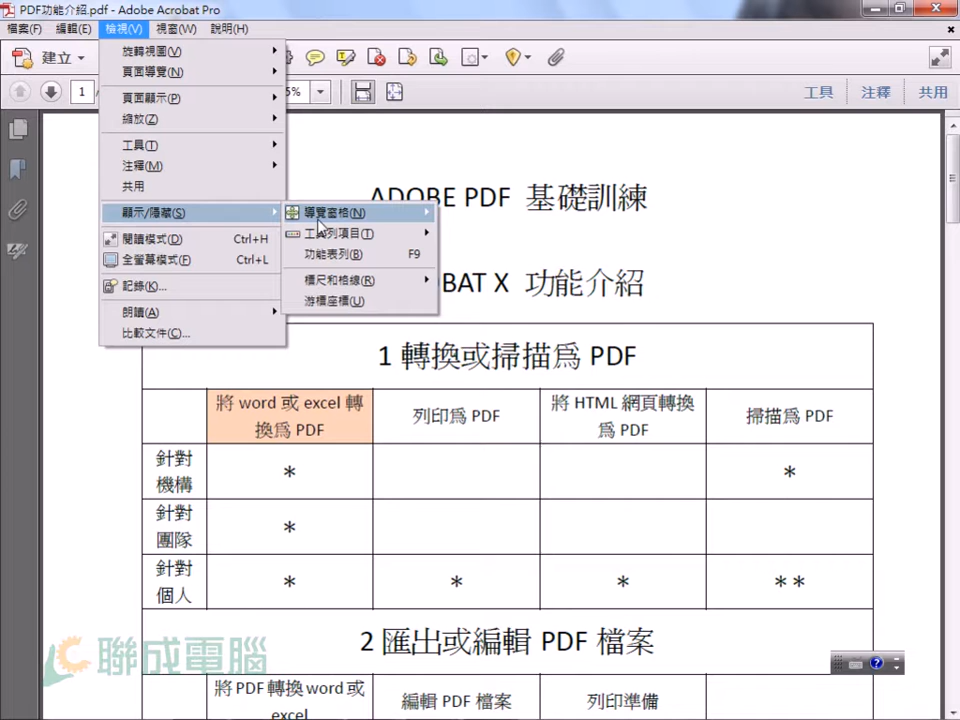 PDF功能介紹.pdf - Adobe Acrobat Pro
檔案(F) 編輯(E) 檢視(V) 視窗(W) 說明(H)
建立
1
5%
工具 注釋 共用
旋轉視圖(V)
頁面導覽(N)
頁面顯示(P)
縮放(Z)
工具(T)
注釋(M)
共用
顯示/隱藏(S)
閱讀模式(D) Ctrl+H
全螢幕模式(F) Ctrl+L
記錄(K)...
朗讀(A)
比較文件(C)...
導覽窗格(N)
工具列項目(T)
功能表列(B) F9
標尺和格線(R)
游標座標(U)
ADOBE PDF 基礎訓練
OBAT X 功能介紹
1 轉換或掃描爲 PDF
將 word 或 excel 轉
換爲 PDF
列印爲 PDF
將 HTML 網頁轉換
爲 PDF
掃描爲 PDF
針對
機構
* *
針對
團隊
*
針對
個人
* * * * *
2 匯出或編輯 PDF 檔案
將 PDF 轉換 word 或
excel
編輯 PDF 檔案
列印準備
聯成電腦